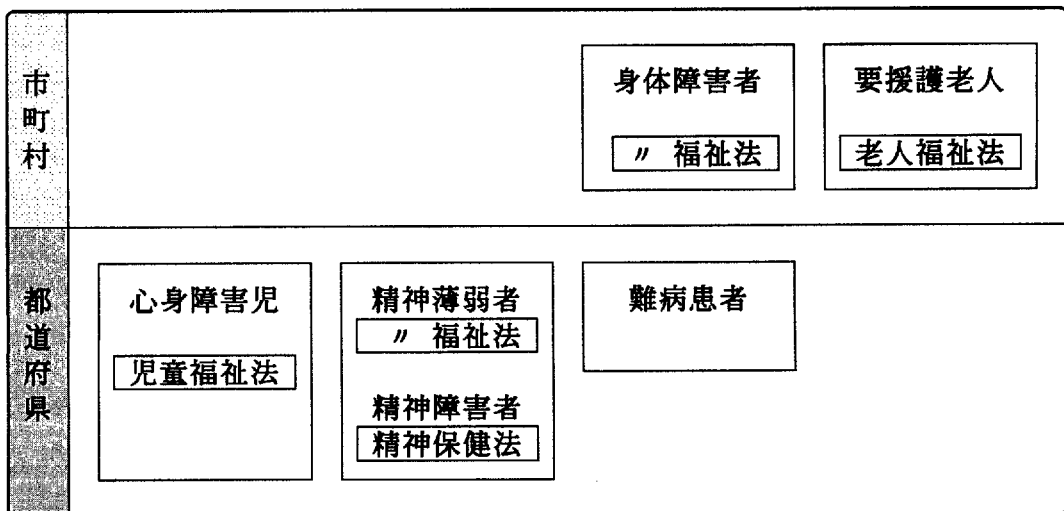 市町村
身体障害者
〃 福祉法
要援護老人
老人福祉法
都道府県
心身障害児
児童福祉法
精神薄弱者
〃 福祉法
精神障害者
精神保健法
難病患者